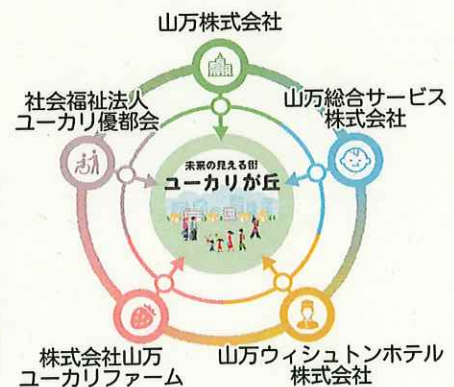 山万株式会社
社会福祉法人
ユーカリ優都会
山万総合サービス
株式会社
未来の見える街
ユーカリが丘
株式会社山万
ユーカリファーム
山万ウィシュトンホテル
株式会社